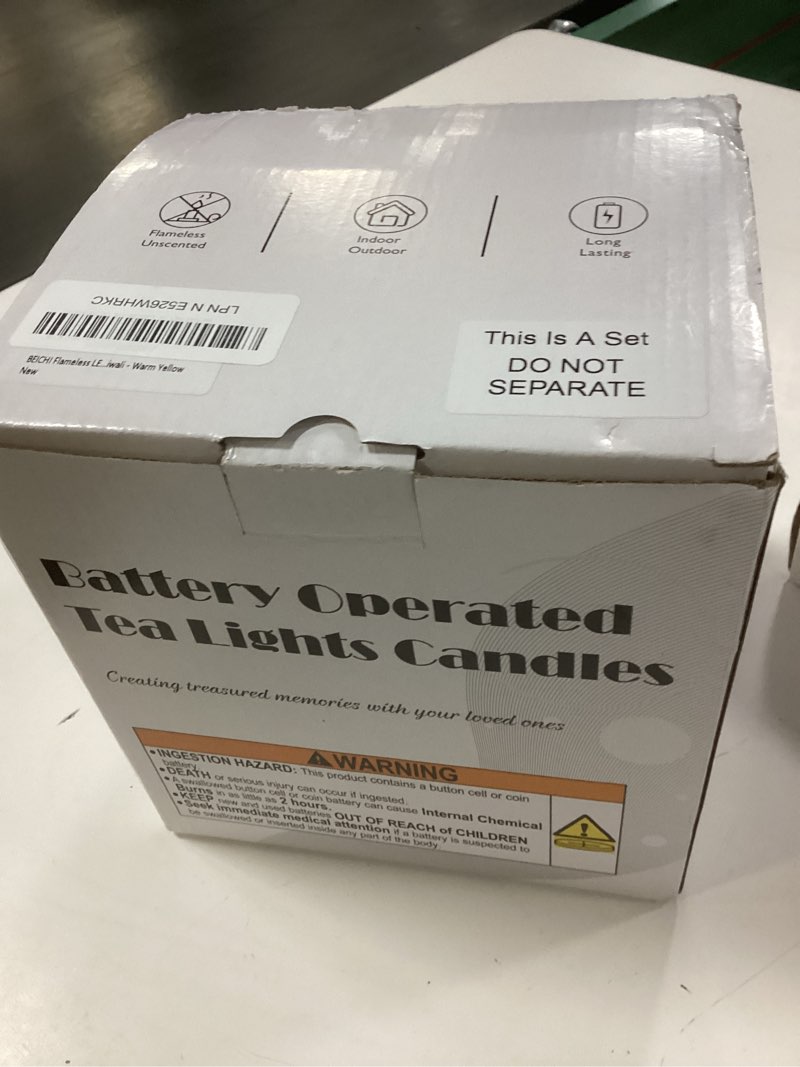 Flameless
Unscented
Indoor
Outdoor
Long
Lasting
LPN N E526WHRKC
BEICHI Flameless LE...iwali - Warm Yellow
New
This Is A Set
DO NOT
SEPARATE
Battery Operated
Tea Lights Candles
Creating treasured memories with your loved ones
WARNING
•INGESTION HAZARD: This product contains a button cell or coin
battery.
•DEATH or serious injury can occur if ingested.
•A swallowed button cell or coin battery can cause Internal Chemical
Burns in as little as 2 hours.
•KEEP new and used batteries OUT OF REACH of CHILDREN
•Seek immediate medical attention if a battery is suspected to
be swallowed or inserted inside any part of the body.